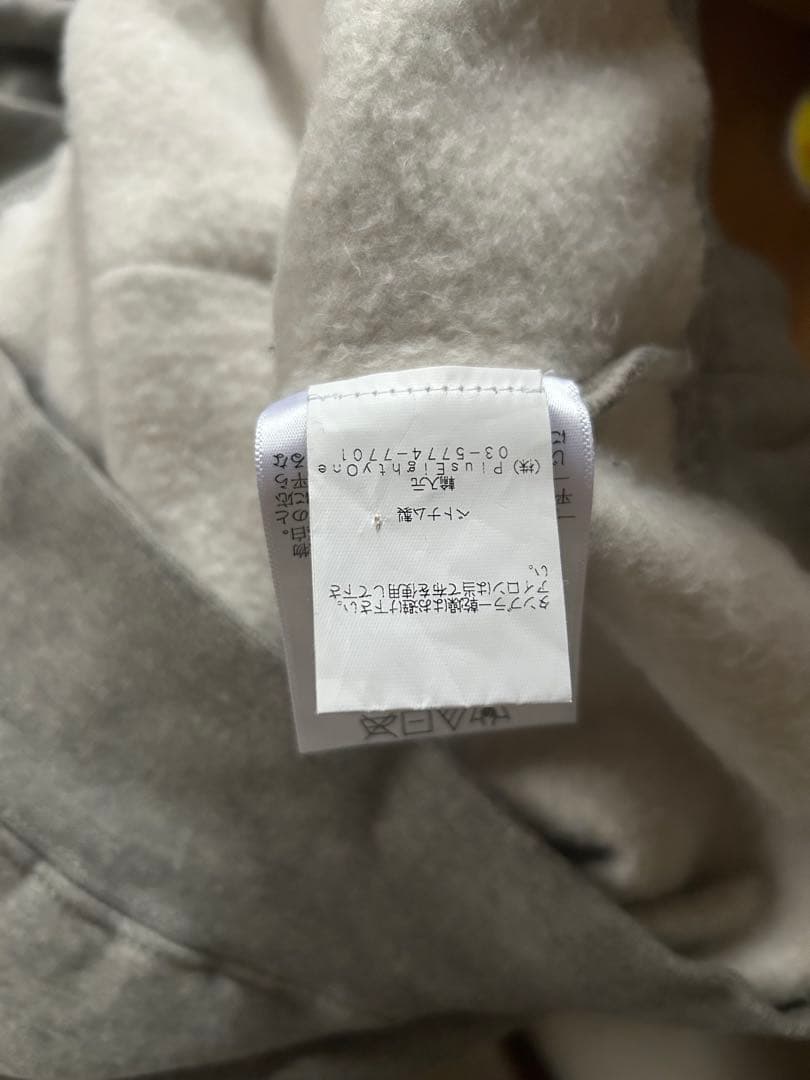 タンブラー乾燥はお避け下さい。
アイロンは当て布を使用して下さ
い。
ベトナム製
輸入元
(株) PlusEightyOne
03-5774-7701